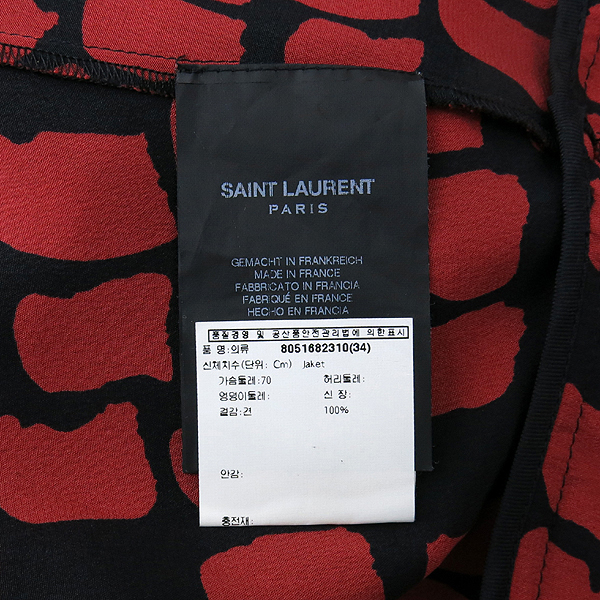 SAINT LAURENT
PARIS
GEMACHT IN FRANKREICH
MADE IN FRANCE
FABBRICATO IN FRANCIA
FABRIQUÉ EN FRANCE
HECHO EN FRANCIA
품질경영 및 공산품안전관리법에 의한표시
품 명:의류 8051682310(34)
신체치수(단위: Cm) Jaket
가슴둘레:70 허리둘레:
엉덩이둘레: 신 장:
겉감:견 100%
안감:
충전재: